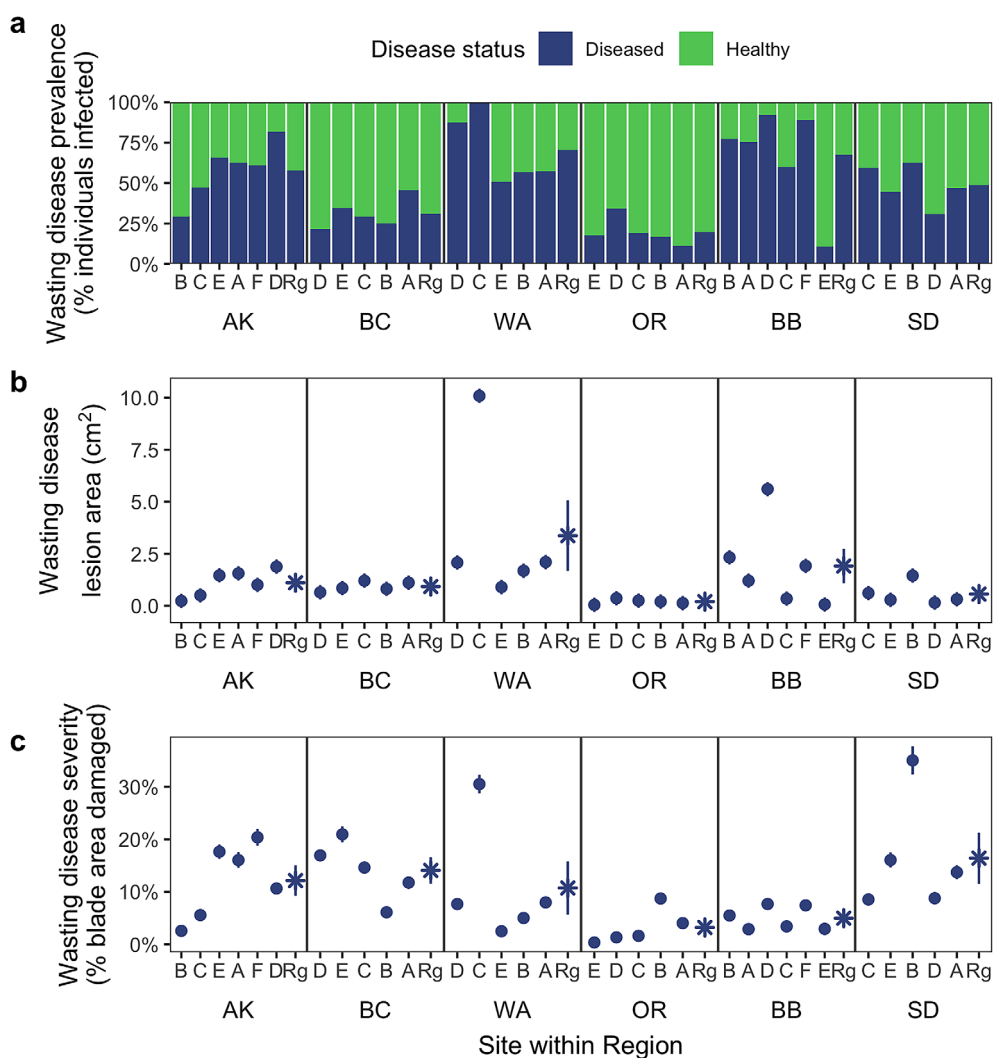 a
Disease status Diseased Healthy
Wasting disease prevalence
(% individuals infected)
100%
75%
50%
25%
0%
B C E A F D Rg D E C B A Rg D C E B A Rg E D C B A Rg B A D C F E Rg C E B D A Rg
AK BC WA OR BB SD
b
Wasting disease
lesion area (cm²)
10.0
7.5
5.0
2.5
0.0
B C E A F D Rg D E C B A Rg D C E B A Rg E D C B A Rg B A D C F E Rg C E B D A Rg
AK BC WA OR BB SD
c
Wasting disease severity
(% blade area damaged)
30%
20%
10%
0%
B C E A F D Rg D E C B A Rg D C E B A Rg E D C B A Rg B A D C F E Rg C E B D A Rg
AK BC WA OR BB SD
Site within Region